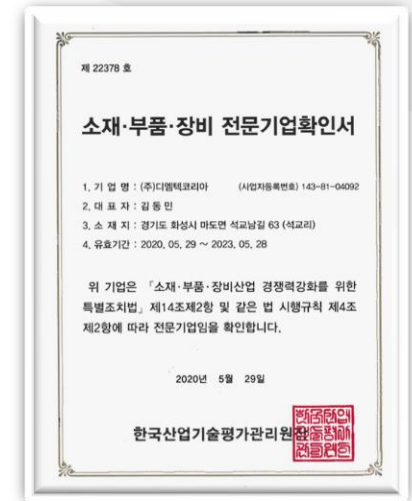 제 22378 호
소재·부품·장비 전문기업확인서
1. 기 업 명 : (주)디엠텍코리아 (사업자등록번호) 143-81-04092
2. 대 표 자 : 김동민
3. 소 재 지 : 경기도 화성시 마도면 석교남길 63 (석교리)
4. 유효기간 : 2020. 05. 29 ~ 2023. 05. 28
위 기업은 「소재·부품·장비산업 경쟁력강화를 위한
특별조치법」 제14조제2항 및 같은 법 시행규칙 제4조
제2항에 따라 전문기업임을 확인합니다.
2020년 5월 29일
한국산업기술평가관리원장